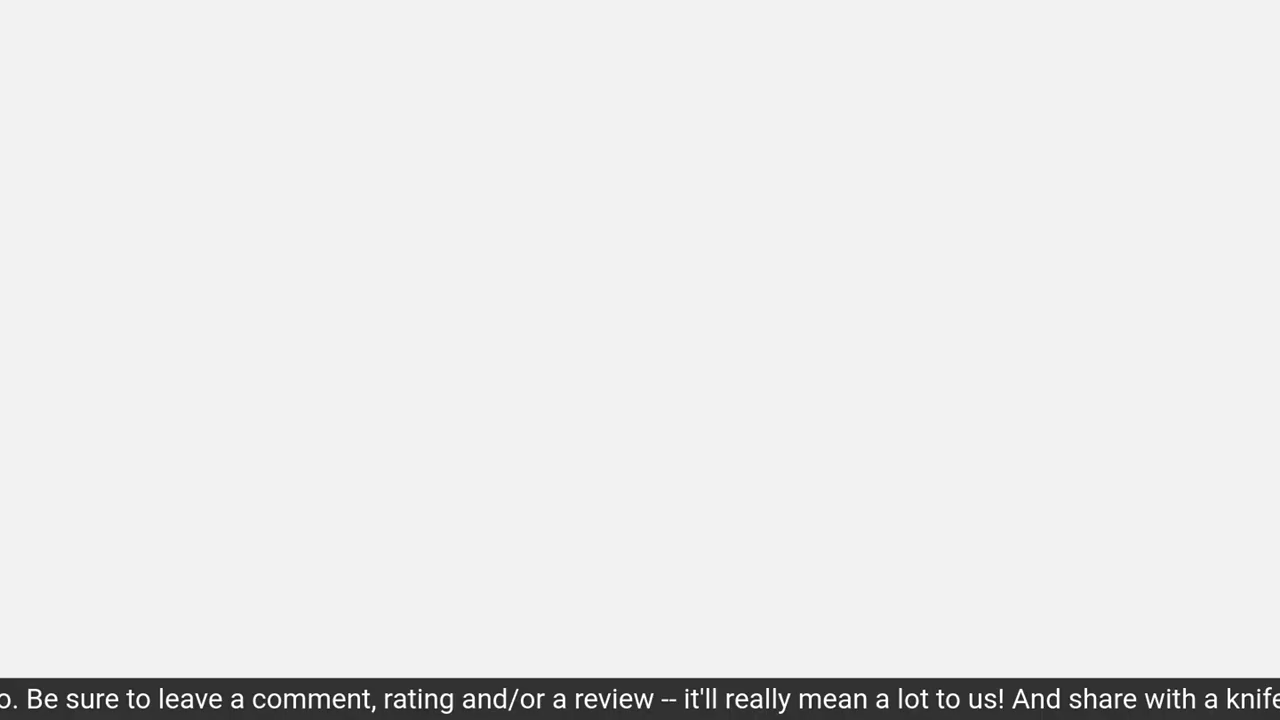 o. Be sure to leave a comment, rating and/or a review -- it'll really mean a lot to us! And share with a knife